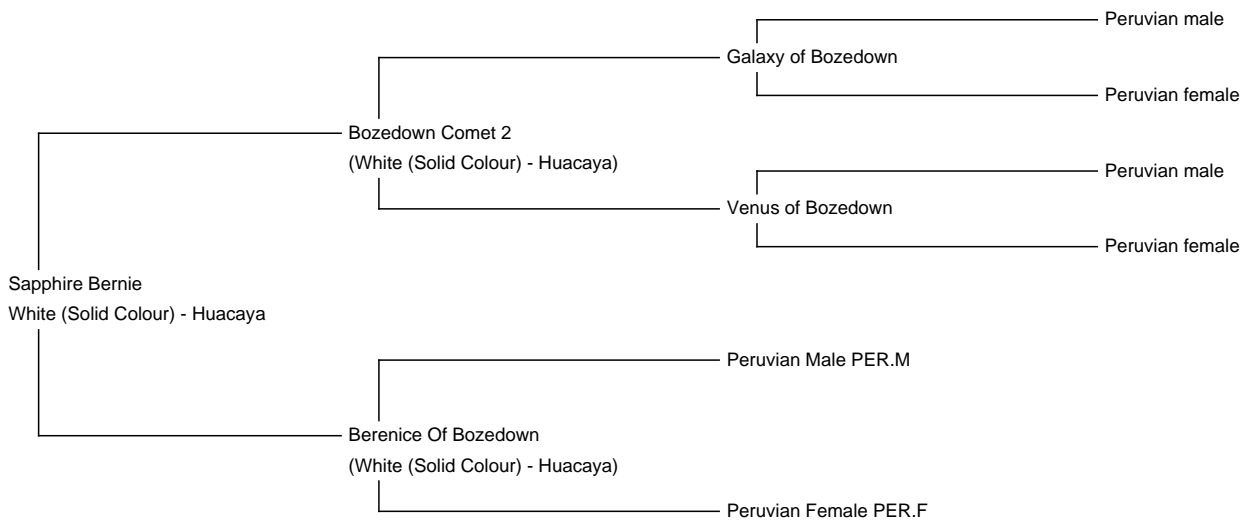 Peruvian male
Galaxy of Bozedown
Peruvian female
Bozedown Comet 2
(White (Solid Colour) - Huacaya)
Peruvian male
Venus of Bozedown
Peruvian female
Sapphire Bernie
White (Solid Colour) - Huacaya
Peruvian Male PER.M
Berenice Of Bozedown
(White (Solid Colour) - Huacaya)
Peruvian Female PER.F